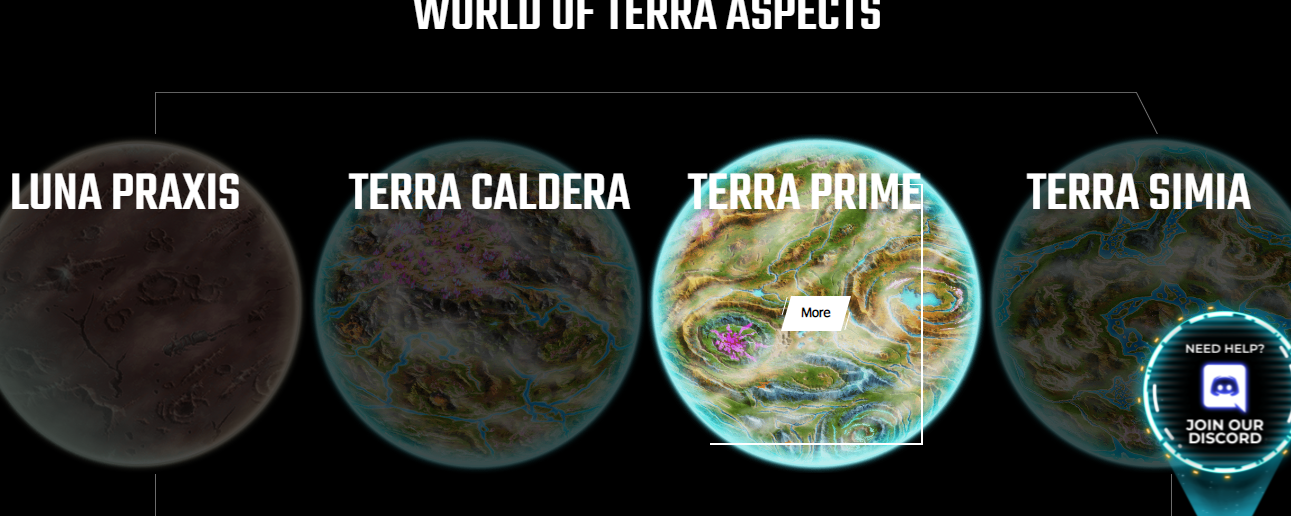 WORLD OF TERRA ASPECTS
LUNA PRAXIS
TERRA CALDERA
TERRA PRIME
TERRA SIMIA
More
NEED HELP?
JOIN OUR
DISCORD